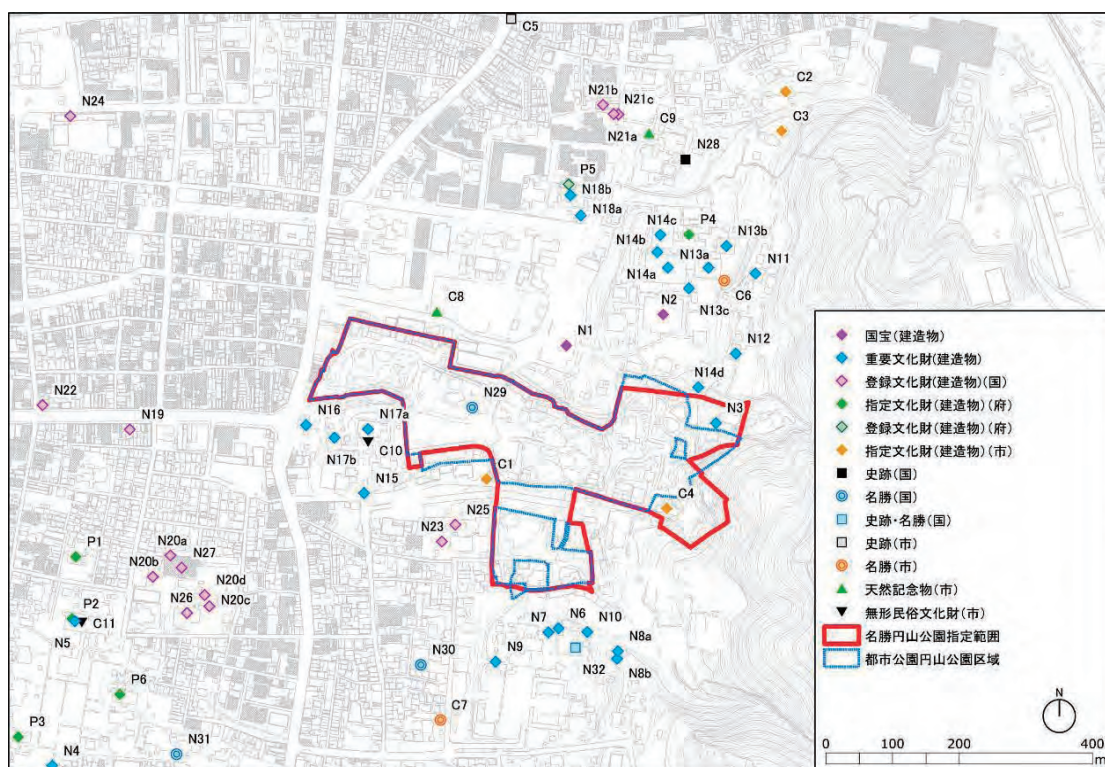 C5
C2
N21b
N21c
N24
C9
C3
N21a
N28
P5
N18b
N18a
N14c
P4
N13b
N14b
N13a
N11
N14a
C6
N2
N13c
C8
N1
N12
N14d
N22
N29
N3
N19
N16
N17a
N17b
C10
C1
N15
C4
N25
N23
P1
N20a
N27
N20b
N20d
N26
N20c
P2
C11
N5
N7
N6
N10
N9
N8a
N30
N32
N8b
P6
C7
P3
N31
N4
国宝(建造物)
重要文化財(建造物)
登録文化財(建造物)(国)
指定文化財(建造物)(府)
登録文化財(建造物)(府)
指定文化財(建造物)(市)
史跡(国)
名勝(国)
史跡・名勝(国)
史跡(市)
名勝(市)
天然記念物(市)
無形民俗文化財(市)
名勝円山公園指定範囲
都市公園円山公園区域
N
0 100 200 400
m